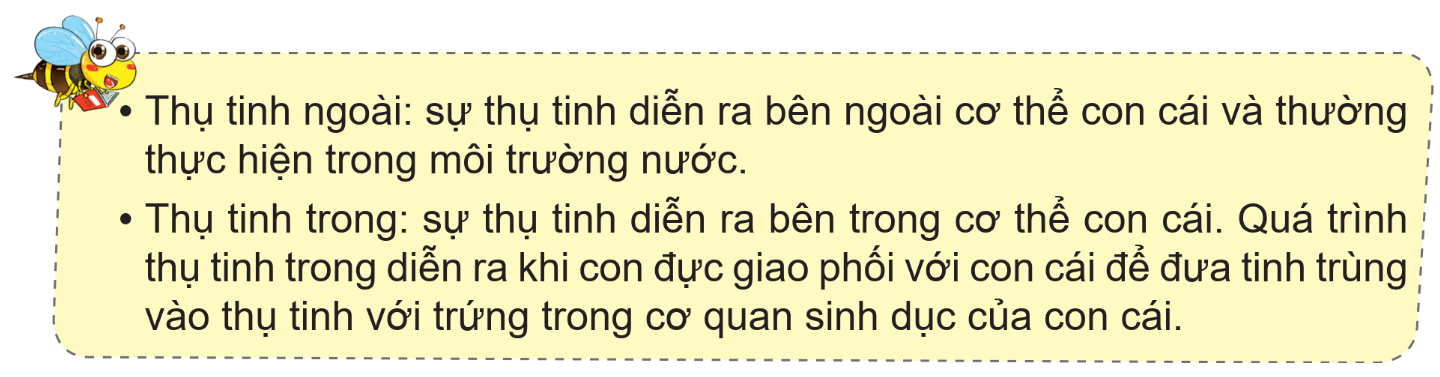 • Thụ tinh ngoài: sự thụ tinh diễn ra bên ngoài cơ thể con cái và thường
thực hiện trong môi trường nước.
• Thụ tinh trong: sự thụ tinh diễn ra bên trong cơ thể con cái. Quá trình
thụ tinh trong diễn ra khi con đực giao phối với con cái để đưa tinh trùng
vào thụ tinh với trứng trong cơ quan sinh dục của con cái.